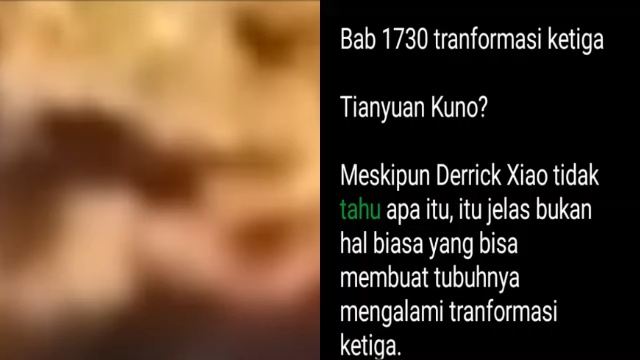 Bab 1730 tranformasi ketiga
Tianyuan Kuno?
Meskipun Derrick Xiao tidak
tahu apa itu, itu jelas bukan
hal biasa yang bisa
membuat tubuhnya
mengalami tranformasi
ketiga.